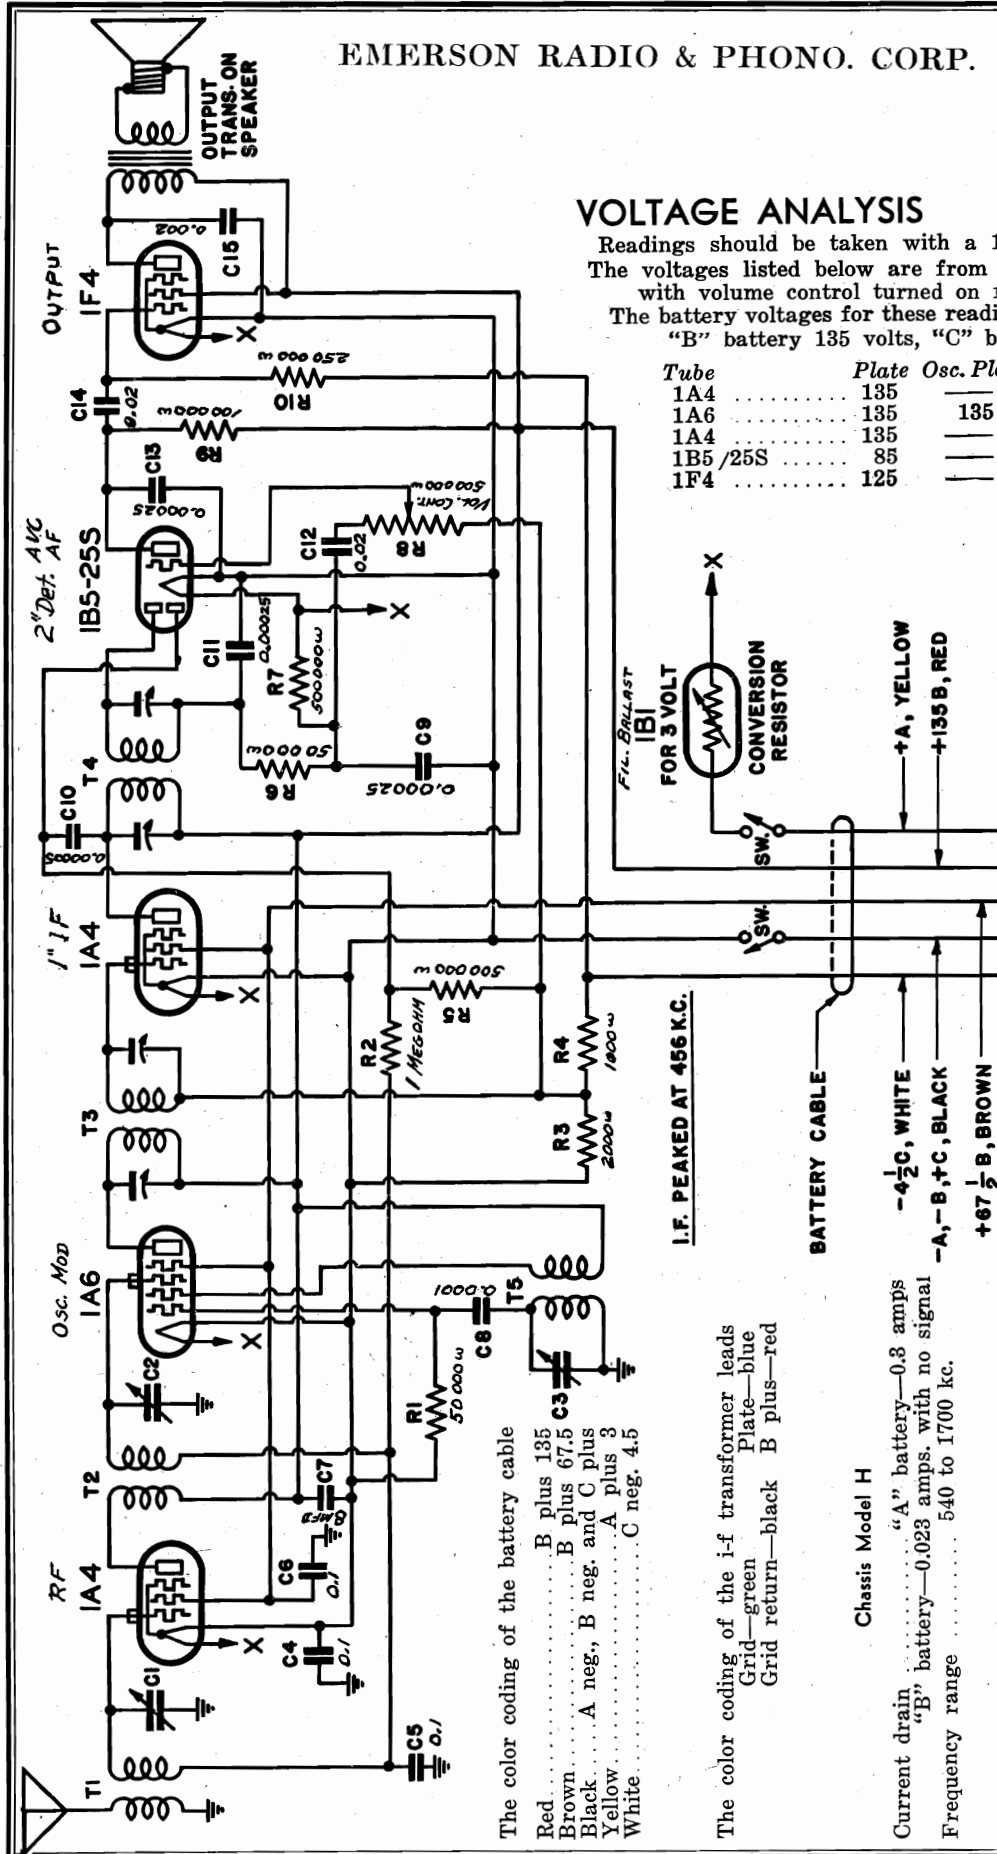 EMERSON RADIO & PHONO. CORP.
VOLTAGE ANALYSIS
Readings should be taken with a 1
The voltages listed below are from
with volume control turned on
The battery voltages for these readi
"B" battery 135 volts, "C" b
Tube Plate Osc. Pl
1A4 .......... 135 ——
1A6 .......... 135 135
1A4 .......... 135 ——
1B5/25S ...... 85 ——
1F4 .......... 125 ——
OUTPUT
TRANS. ON
SPEAKER
OUTPUT
1F4
C15
0.002
X
C14
0.02
R10
250000ω
R9
100000ω
C13
0.00025
2" Det. AVC
AF
1B5-25S
VOL. CONT.
500000ω
R8
C12
0.02
C11
0.00025
R7
500000ω
X
R6
50000ω
C9
0.00025
T4
C10
0.00005
1" IF
1A4
X
R5
500000ω
R2
1 MEGOHM
R4
1000ω
R3
2000ω
T3
OSC. MOD
1A6
X
T5
C8
0.0001
C3
R1
50000ω
C2
T2
C7
8 MFD
RF
1A4
X
C6
0.1
C4
0.1
C1
T1
C5
0.1
FIL. BALLAST
1B1
FOR 3 VOLT
CONVERSION
RESISTOR
X
SW.
SW.
+A, YELLOW
+135 B, RED
I.F. PEAKED AT 456 K.C.
BATTERY CABLE
-4½C, WHITE
-A,-B,+C, BLACK
+67½ B, BROWN
The color coding of the battery cable
Red..........B plus 135
Brown..........B plus 67.5
Black.....A neg., B neg. and C plus
Yellow..........A plus 3
White..........C neg. 4.5
The color coding of the i-f transformer leads
Grid—green Plate—blue
Grid return—black B plus—red
Chassis Model H
Current drain ......... "A" battery—0.3 amps
"B" battery—0.023 amps. with no signal
Frequency range ......... 540 to 1700 kc.